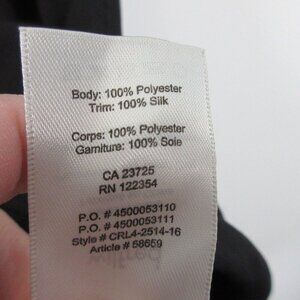 Body: 100% Polyester
Trim: 100% Silk
Corps: 100% Polyester
Garniture: 100% Soie
CA 23725
RN 122354
P.O. # 4500053110
P.O. # 4500053111
Style # CRL4-2514-16
Article # 58659